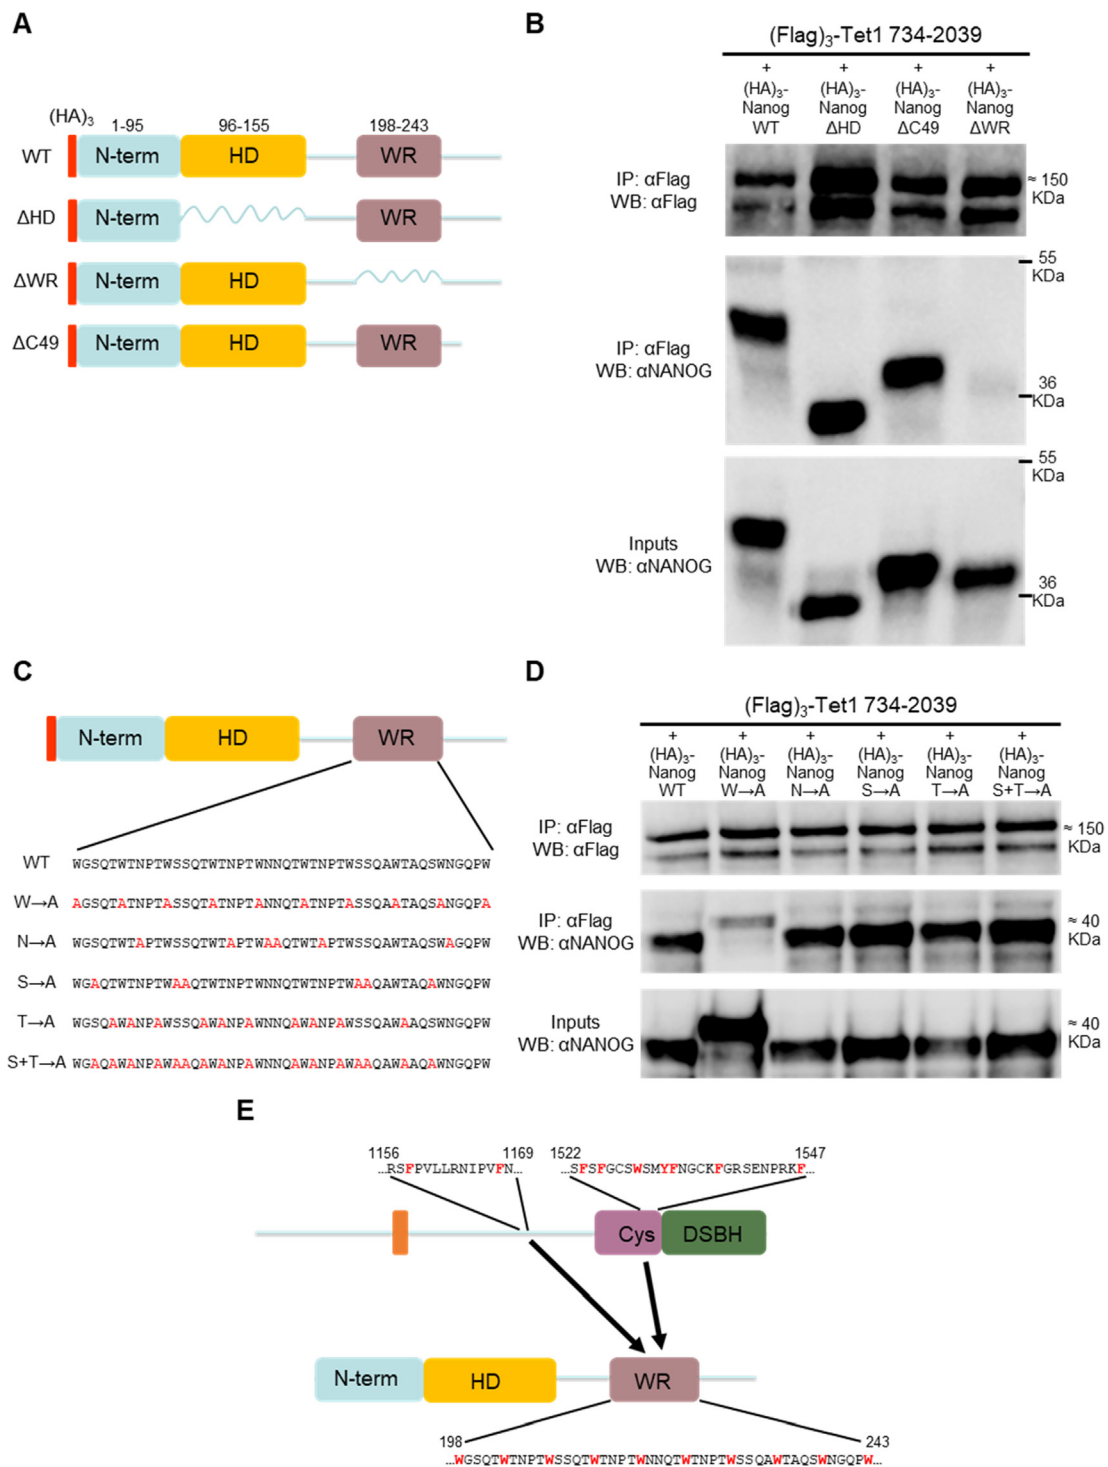 A
(HA)3
1-95 96-155 198-243
WT N-term HD WR
ΔHD N-term WR
ΔWR N-term HD
ΔC49 N-term HD WR
B
(Flag)3-Tet1 734-2039
+ + + +
(HA)3- (HA)3- (HA)3- (HA)3-
Nanog Nanog Nanog Nanog
WT ΔHD ΔC49 ΔWR
IP: αFlag
WB: αFlag
≈ 150
KDa
IP: αFlag
WB: αNANOG
55
KDa
36
KDa
Inputs
WB: αNANOG
55
KDa
36
KDa
C
N-term HD WR
WT WGSQTWTNPTWSSQTWTNPTWNNQTWTNPTWSSQAWTAQSWNGQPW
W→A AGSQTATNPTASSQTATNPTANNQTATNPTASSQAATAQSANGQPA
N→A WGSQTWTAPTWSSQTWTAPTWAAQTWTAPTWSSQAWTAQSWAGQPW
S→A WGAQTWTNPTWAAQTWTNPTWNNQTWTNPTWAAQAWTAQAWNGQPW
T→A WGSQAWANPAWSSQAWANPAWNNQAWANPAWSSQAWAAQSWNGQPW
S+T→A WGAQAWANPAWAAQAWANPAWNNQAWANPAWAAQAWAAQAWNGQPW
D
(Flag)3-Tet1 734-2039
+ + + + + +
(HA)3- (HA)3- (HA)3- (HA)3- (HA)3- (HA)3-
Nanog Nanog Nanog Nanog Nanog Nanog
WT W→A N→A S→A T→A S+T→A
IP: αFlag
WB: αFlag
≈ 150
KDa
IP: αFlag
WB: αNANOG
≈ 40
KDa
Inputs
WB: αNANOG
≈ 40
KDa
E
1156 1169 1522 1547
...RSFPVLLRNIPVFN... ...SFSFGCSWSMYFNGCKFGRSENPRKF...
Cys DSBH
N-term HD WR
198 243
...WGSQTWTNPTWSSQTWTNPTWNNQTWTNPTWSSQAWTAQSWNGQPW...